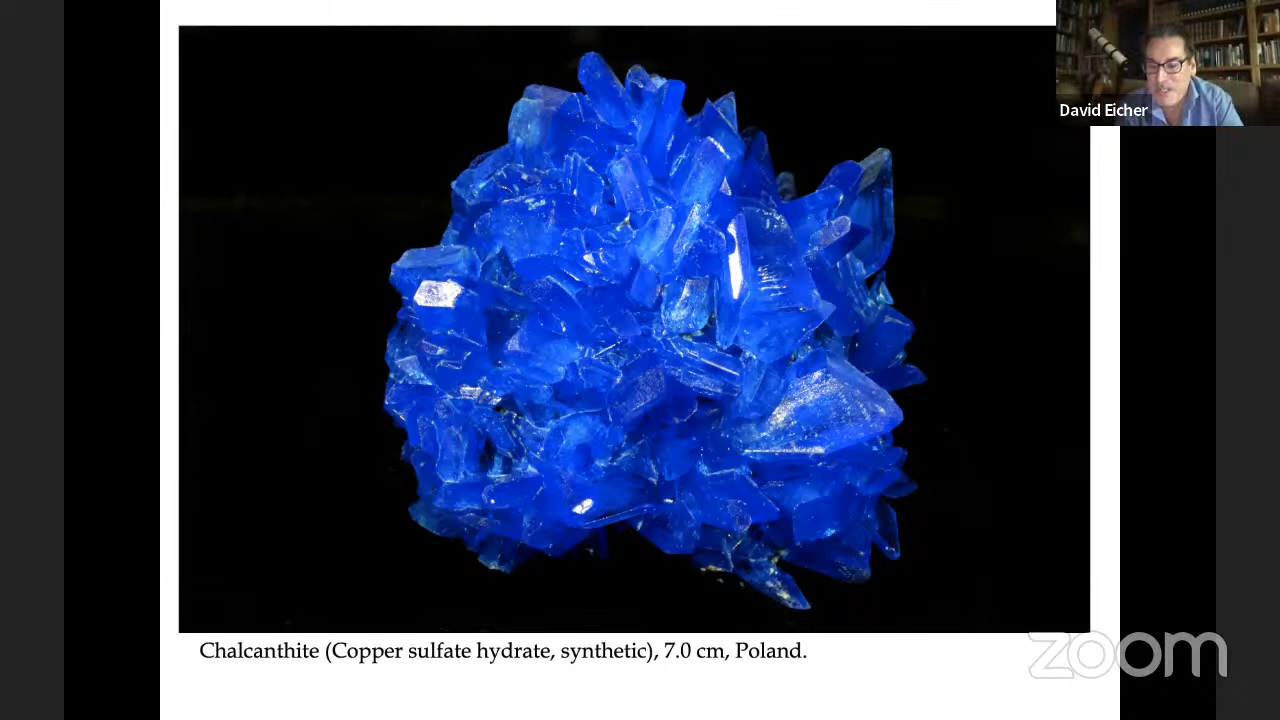 David Eicher
Chalcanthite (Copper sulfate hydrate, synthetic), 7.0 cm, Poland.
zoom